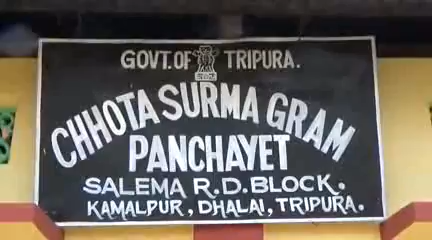 GOVT. OF TRIPURA.
CHHOTA SURMA GRAM
PANCHAYET
SALEMA R.D. BLOCK.
KAMALPUR, DHALAI, TRIPURA.